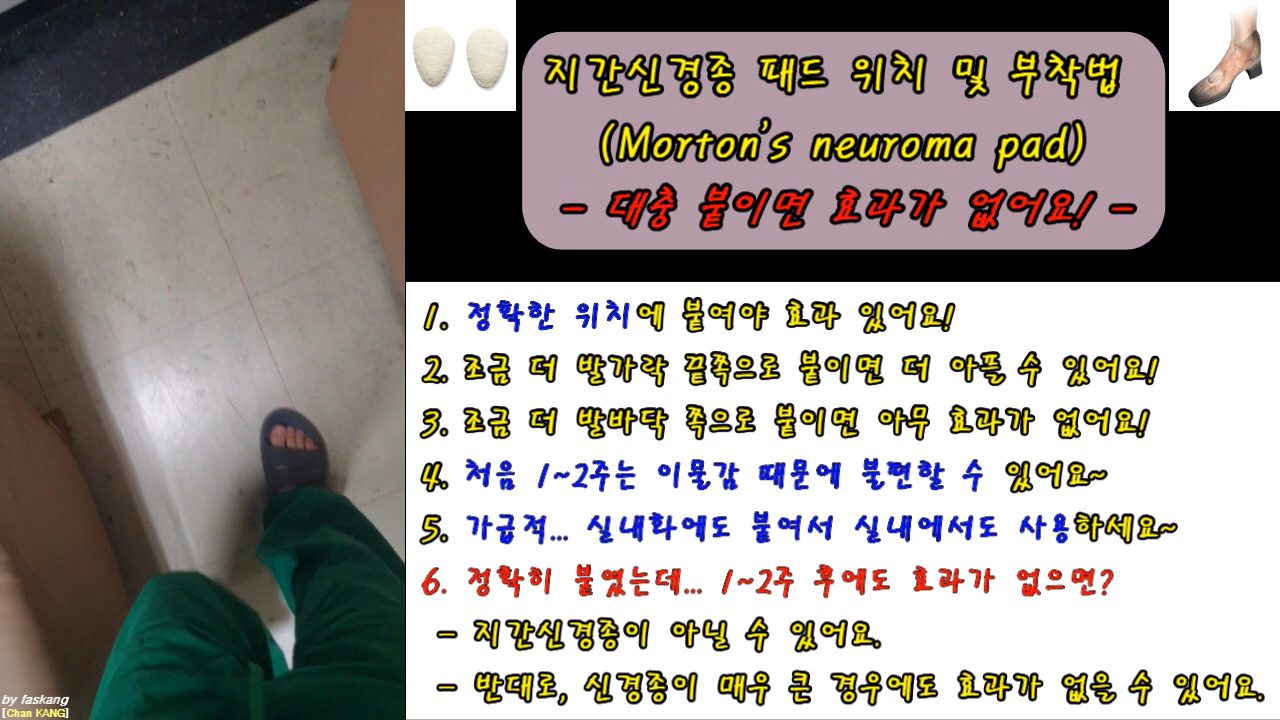 지간신경종 패드 위치 및 부착법
(Morton's neuroma pad)
- 대충 붙이면 효과가 없어요! -
1. 정확한 위치에 붙여야 효과 있어요!
2. 조금 더 발가락 끝쪽으로 붙이면 더 아플 수 있어요!
3. 조금 더 발바닥 쪽으로 붙이면 아무 효과가 없어요!
4. 처음 1~2주는 이물감 때문에 불편할 수 있어요~
5. 가급적... 실내화에도 붙여서 실내에서도 사용하세요~
6. 정확히 붙였는데... 1~2주 후에도 효과가 없으면?
- 지간신경종이 아닐 수 있어요.
- 반대로, 신경종이 매우 큰 경우에도 효과가 없을 수 있어요.
by faskang
[Chan KANG]